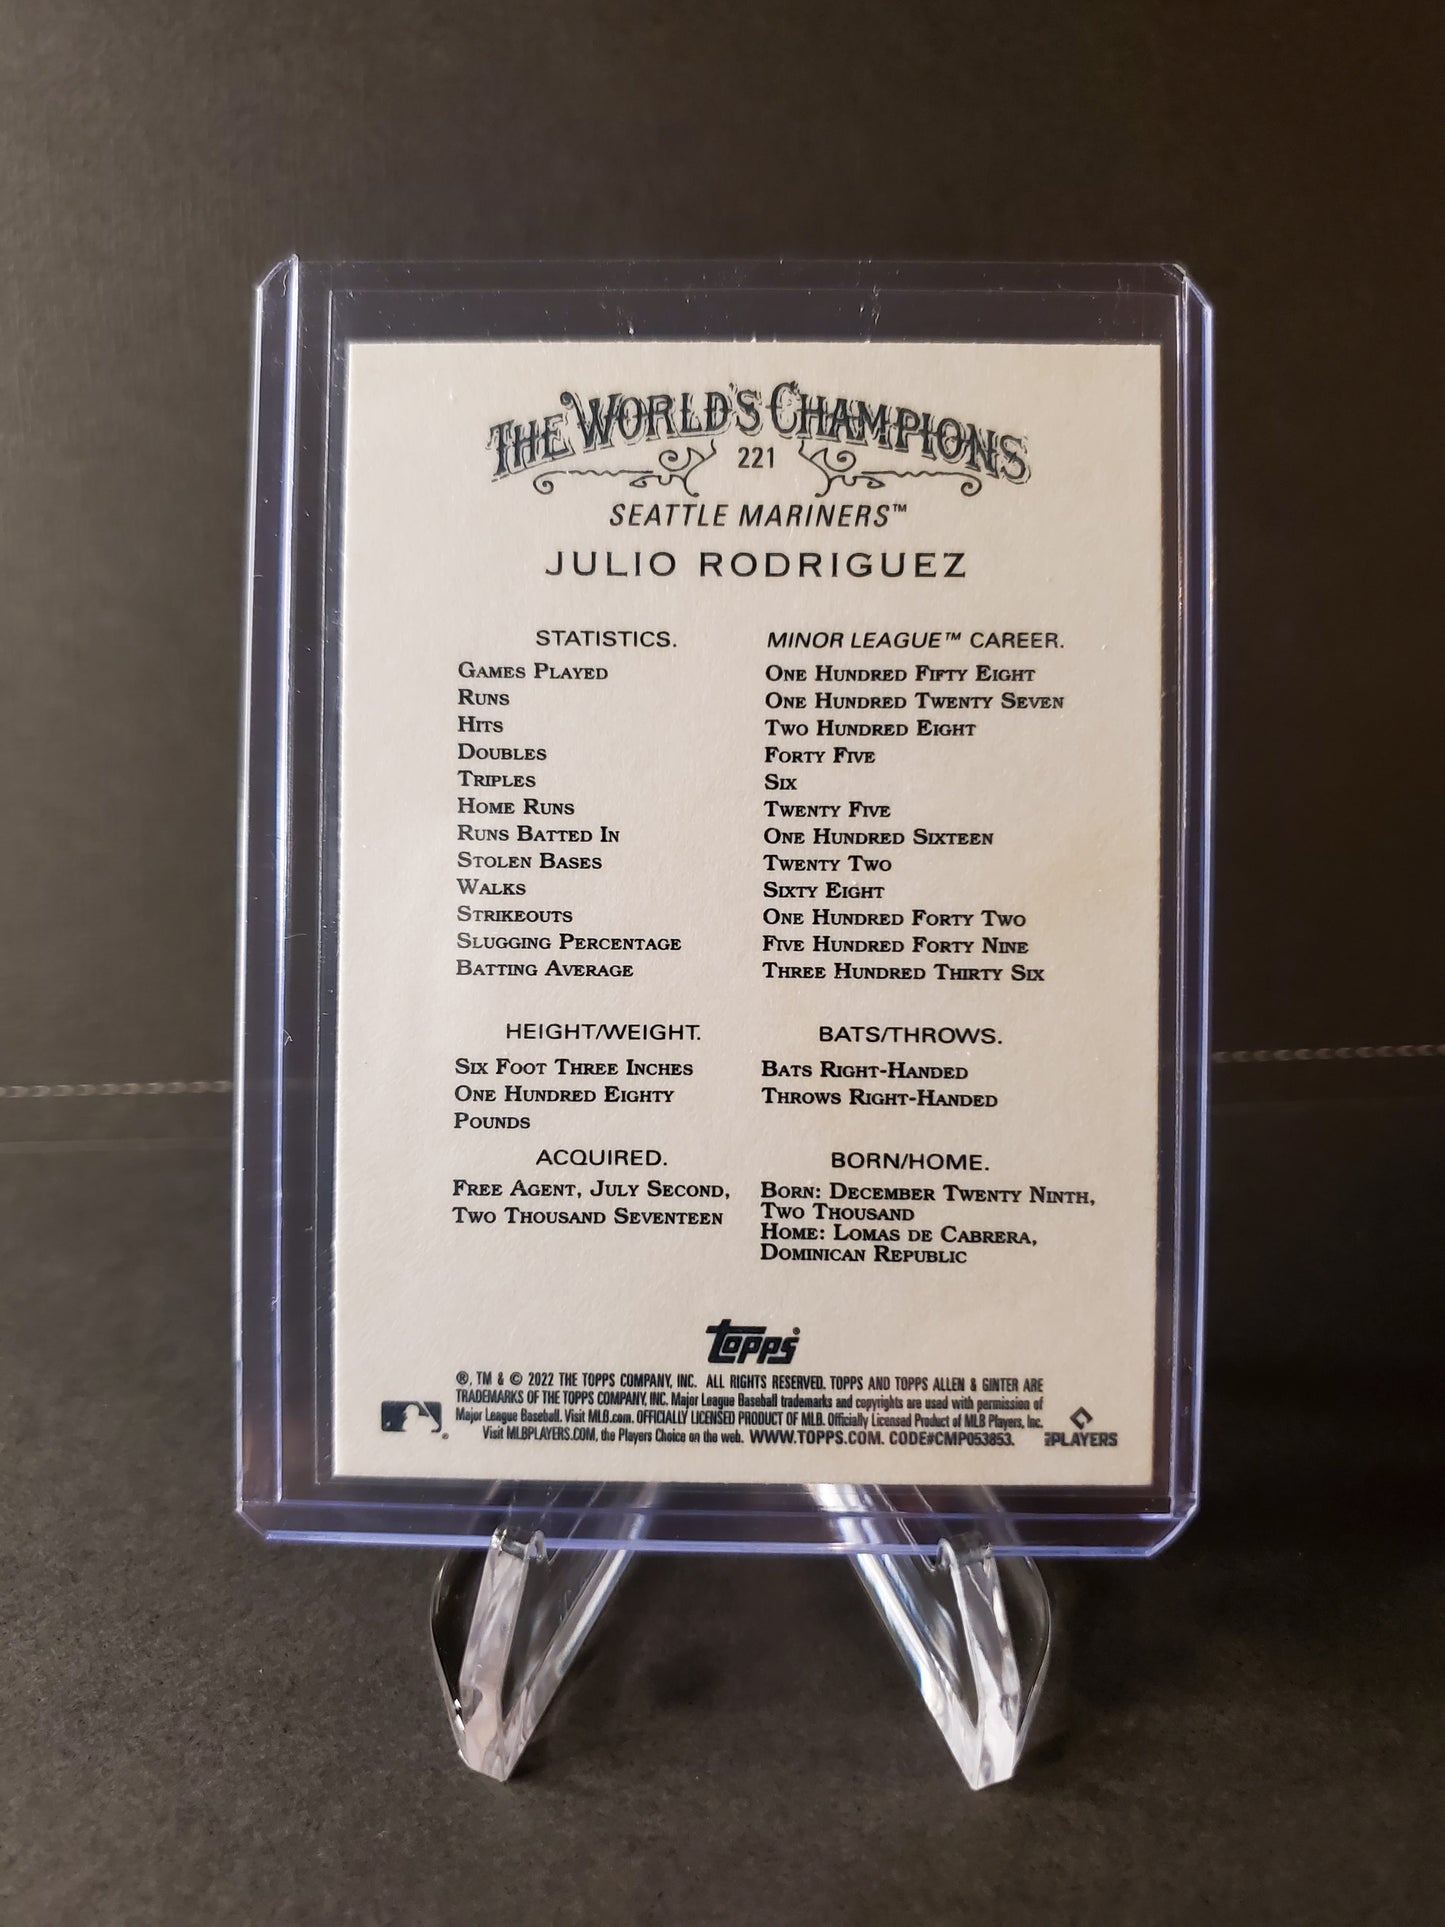 THE WORLD'S CHAMPIONS
221
SEATTLE MARINERS™
JULIO RODRIGUEZ
STATISTICS. MINOR LEAGUE™ CAREER.
GAMES PLAYED ONE HUNDRED FIFTY EIGHT
RUNS ONE HUNDRED TWENTY SEVEN
HITS TWO HUNDRED EIGHT
DOUBLES FORTY FIVE
TRIPLES SIX
HOME RUNS TWENTY FIVE
RUNS BATTED IN ONE HUNDRED SIXTEEN
STOLEN BASES TWENTY TWO
WALKS SIXTY EIGHT
STRIKEOUTS ONE HUNDRED FORTY TWO
SLUGGING PERCENTAGE FIVE HUNDRED FORTY NINE
BATTING AVERAGE THREE HUNDRED THIRTY SIX
HEIGHT/WEIGHT.
SIX FOOT THREE INCHES
ONE HUNDRED EIGHTY
POUNDS
BATS/THROWS.
BATS RIGHT-HANDED
THROWS RIGHT-HANDED
ACQUIRED.
FREE AGENT, JULY SECOND,
TWO THOUSAND SEVENTEEN
BORN/HOME.
BORN: DECEMBER TWENTY NINTH,
TWO THOUSAND
HOME: LOMAS DE CABRERA,
DOMINICAN REPUBLIC
topps®
®, TM & © 2022 THE TOPPS COMPANY, INC. ALL RIGHTS RESERVED. TOPPS AND TOPPS ALLEN & GINTER ARE
TRADEMARKS OF THE TOPPS COMPANY, INC. Major League Baseball trademarks and copyrights are used with permission of
Major League Baseball. Visit MLB.com. OFFICIALLY LICENSED PRODUCT OF MLB. Officially Licensed Product of MLB Players, Inc.
Visit MLBPLAYERS.COM, the Players Choice on the web. WWW.TOPPS.COM. CODE#CMP053853.
PLAYERS